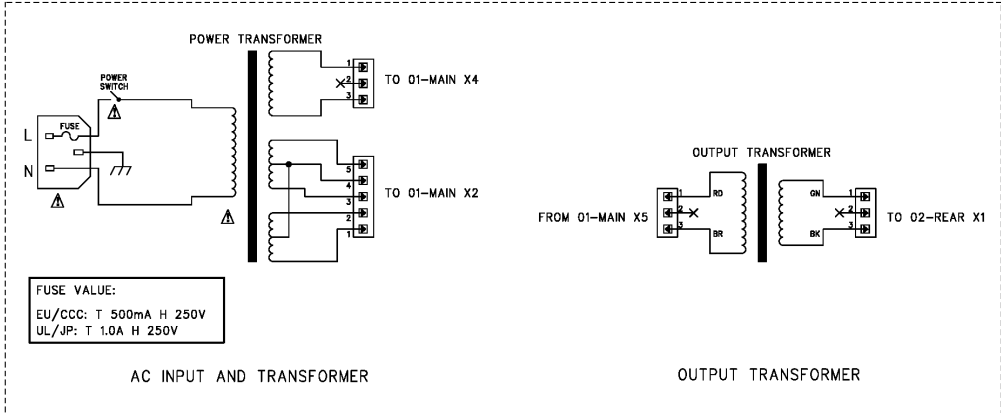 POWER TRANSFORMER
1
2
3
TO 01-MAIN X4
POWER
SWITCH
L
FUSE
N
5
4
3
2
1
TO 01-MAIN X2
FUSE VALUE:
EU/CCC: T 500mA H 250V
UL/JP: T 1.0A H 250V
AC INPUT AND TRANSFORMER
OUTPUT TRANSFORMER
FROM 01-MAIN X5
1
2
3
RD
BR
GN
BK
1
2
3
TO 02-REAR X1
OUTPUT TRANSFORMER